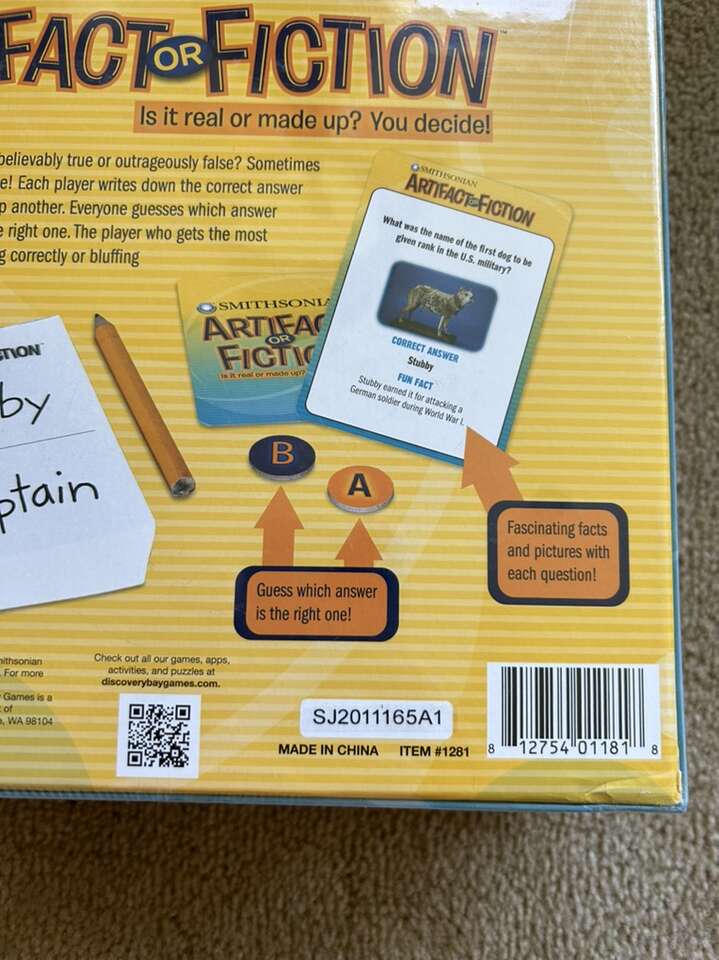 FACT OR FICTION™
Is it real or made up? You decide!
believably true or outrageously false? Sometimes
e! Each player writes down the correct answer
p another. Everyone guesses which answer
e right one. The player who gets the most
g correctly or bluffing
SMITHSONIAN
ARTIFACT OR FICTION
What was the name of the first dog to be
given rank in the U.S. military?
CORRECT ANSWER
Stubby
FUN FACT
Stubby earned it for attacking a
German soldier during World War I.
SMITHSONIA
ARTIFAC
OR
FICTIO
Is it real or made up?
TION™
by
ptain
B
A
Guess which answer
is the right one!
Fascinating facts
and pictures with
each question!
ithsonian
For more
Games is a
of
, WA 98104
Check out all our games, apps,
activities, and puzzles at
discoverybaygames.com.
SJ2011165A1
MADE IN CHINA ITEM #1281
8 12754 01181 8